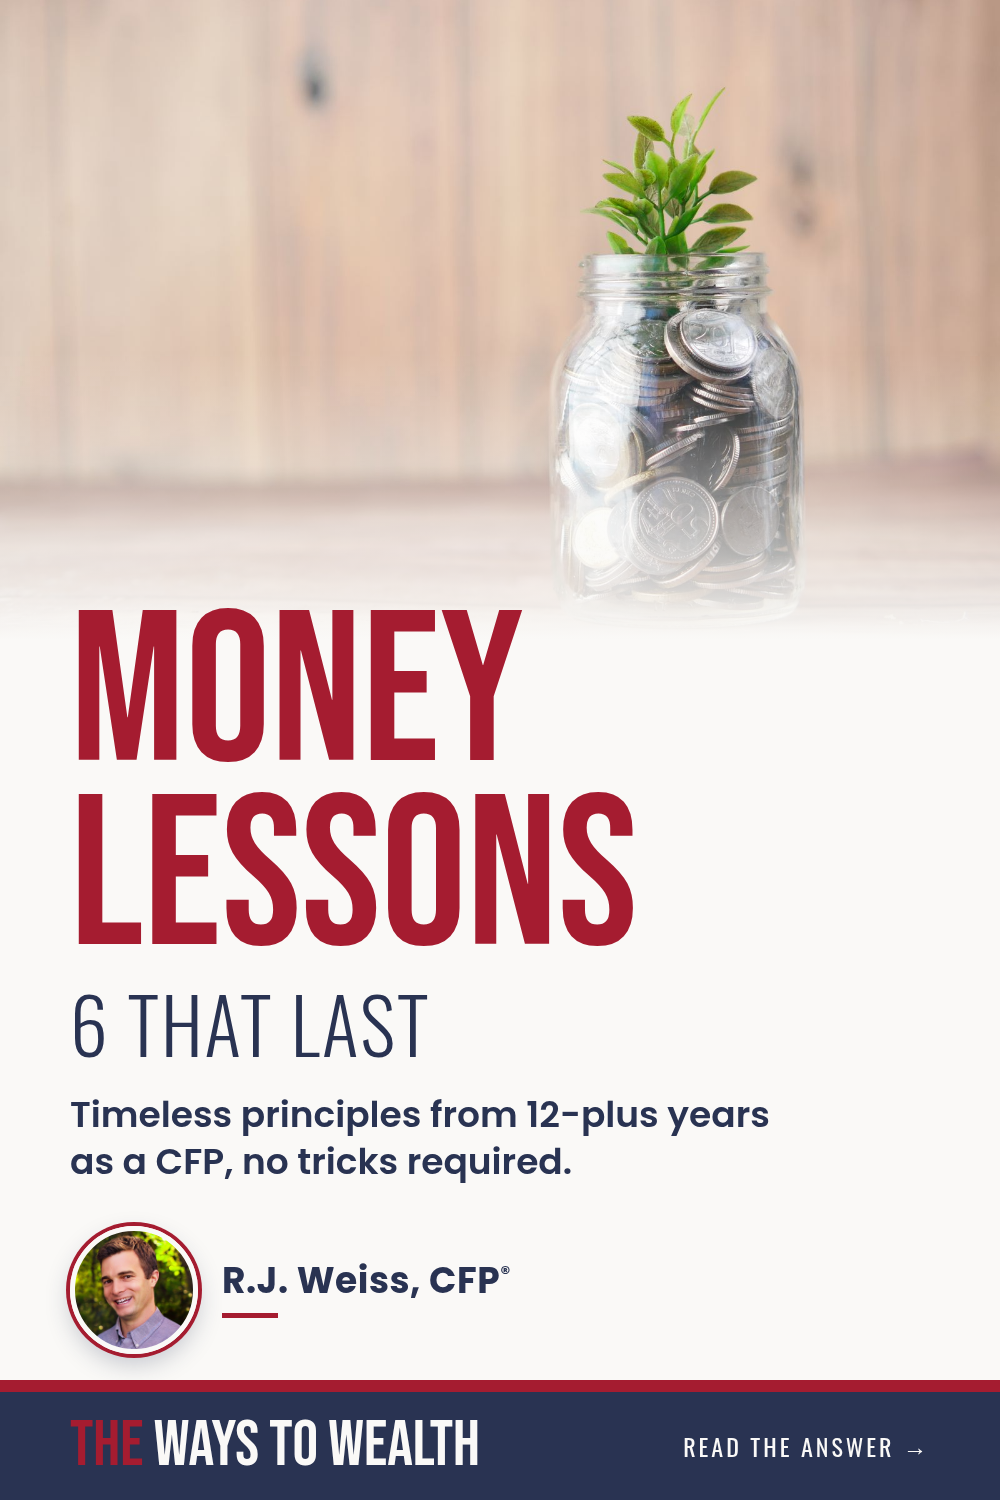 MONEY
LESSONS
6 THAT LAST
Timeless principles from 12-plus years
as a CFP, no tricks required.
R.J. Weiss, CFP®
THE WAYS TO WEALTH
READ THE ANSWER →